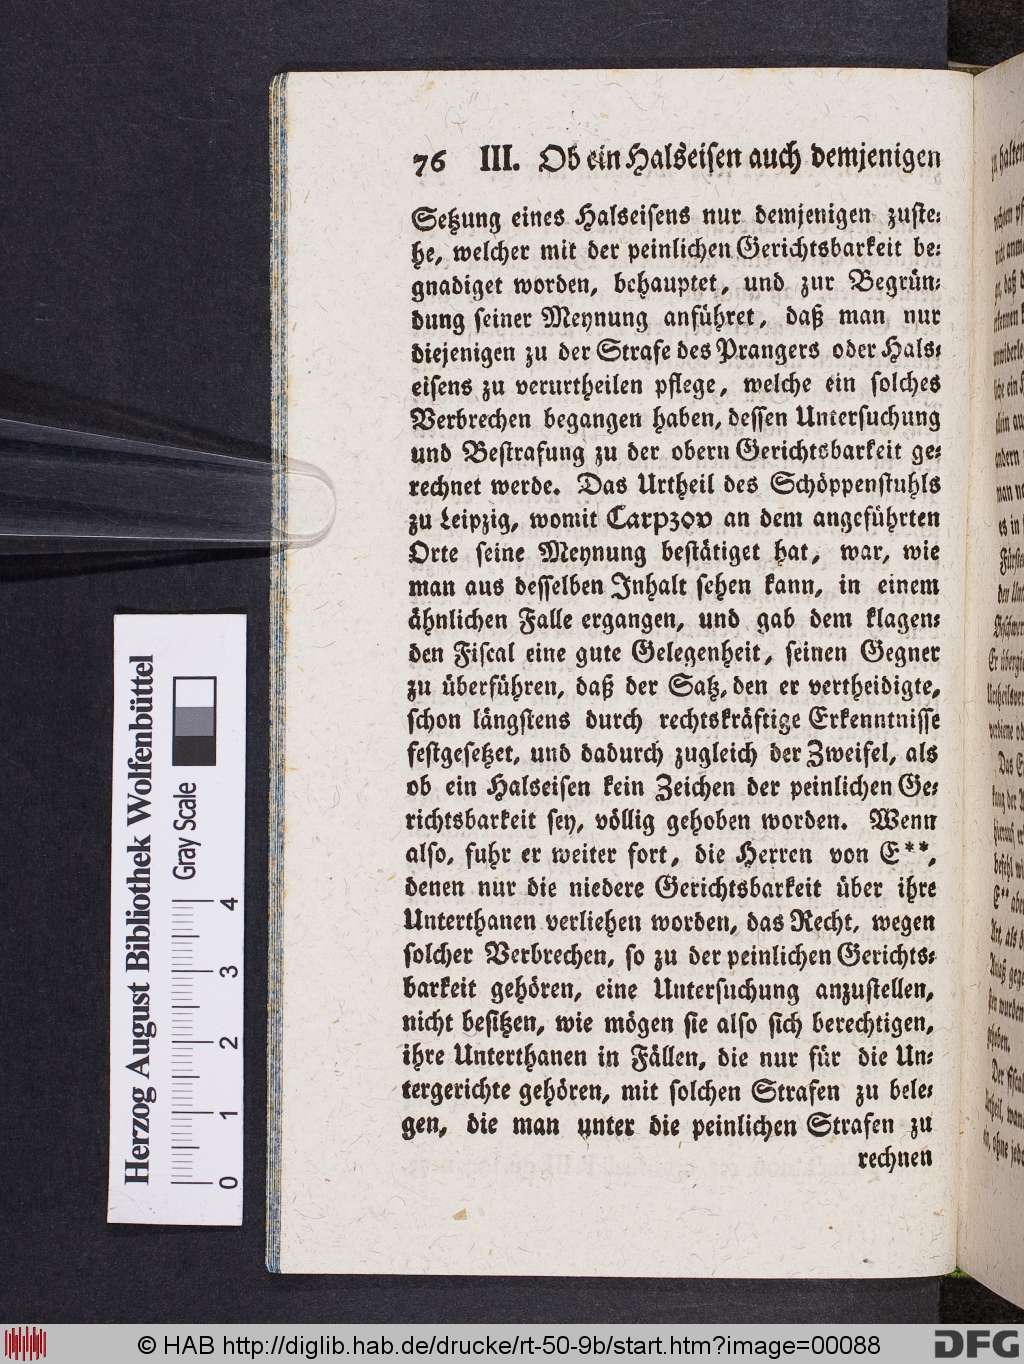 76 III. Ob ein Halseisen auch demjenigen
Setzung eines Halseisens nur demjenigen zuste⸗
he, welcher mit der peinlichen Gerichtsbarkeit be⸗
gnadiget worden, behauptet, und zur Begrün⸗
dung seiner Meynung anführet, daß man nur
diejenigen zu der Strafe des Prangers oder Hals⸗
eisens zu verurtheilen pflege, welche ein solches
Verbrechen begangen haben, dessen Untersuchung
und Bestrafung zu der obern Gerichtsbarkeit ge⸗
rechnet werde. Das Urtheil des Schöppenstuhls
zu Leipzig, womit Carpzov an dem angeführten
Orte seine Meynung bestätiget hat, war, wie
man aus desselben Inhalt sehen kann, in einem
ähnlichen Falle ergangen, und gab dem klagen⸗
den Fiscal eine gute Gelegenheit, seinen Gegner
zu überführen, daß der Satz, den er vertheidigte,
schon längstens durch rechtskräftige Erkenntnisse
festgesetzet, und dadurch zugleich der Zweifel, als
ob ein Halseisen kein Zeichen der peinlichen Ge⸗
richtsbarkeit sey, völlig gehoben worden. Wenn
also, fuhr er weiter fort, die Herren von E**,
denen nur die niedere Gerichtsbarkeit über ihre
Unterthanen verliehen worden, das Recht, wegen
solcher Verbrechen, so zu der peinlichen Gerichts⸗
barkeit gehören, eine Untersuchung anzustellen,
nicht besitzen, wie mögen sie also sich berechtigen,
ihre Unterthanen in Fällen, die nur für die Un⸗
tergerichte gehören, mit solchen Strafen zu bele⸗
gen, die man unter die peinlichen Strafen zu
rechnen
Herzog August Bibliothek Wolfenbüttel
Gray Scale
0 1 2 3 4
© HAB http://diglib.hab.de/drucke/rt-50-9b/start.htm?image=00088
DFG